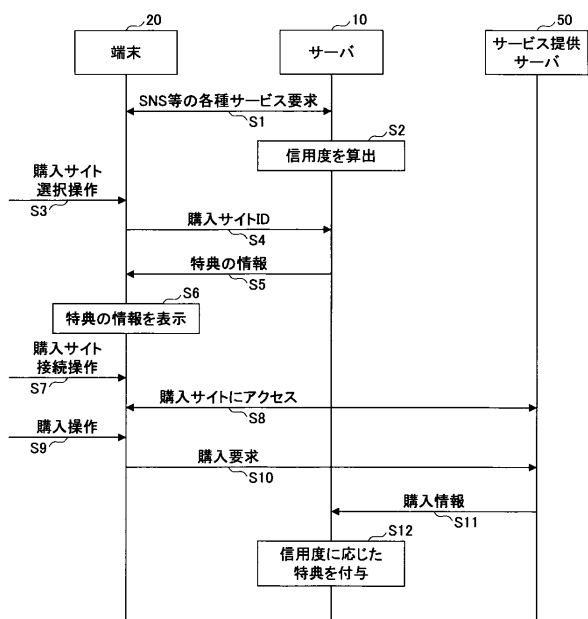 20
10
50
端末
サーバ
サービス提供
サーバ
SNS等の各種サービス要求
S1
S2
信用度を算出
購入サイト
選択操作
S3
購入サイトID
S4
特典の情報
S5
S6
特典の情報を表示
購入サイト
接続操作
S7
購入サイトにアクセス
S8
購入操作
S9
購入要求
S10
購入情報
S11
S12
信用度に応じた
特典を付与